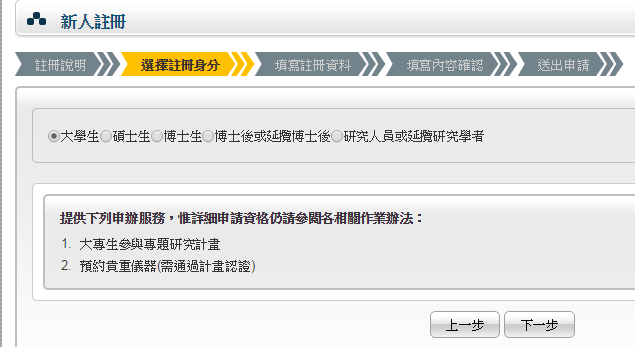 新人註冊
註冊說明 選擇註冊身分 填寫註冊資料 填寫內容確認 送出申請
大學生 碩士生 博士生 博士後或延攬博士後 研究人員或延攬研究學者
提供下列申辦服務，惟詳細申請資格仍請參閱各相關作業辦法：
1. 大專生參與專題研究計畫
2. 預約貴重儀器(需通過計畫認證)
上一步 下一步